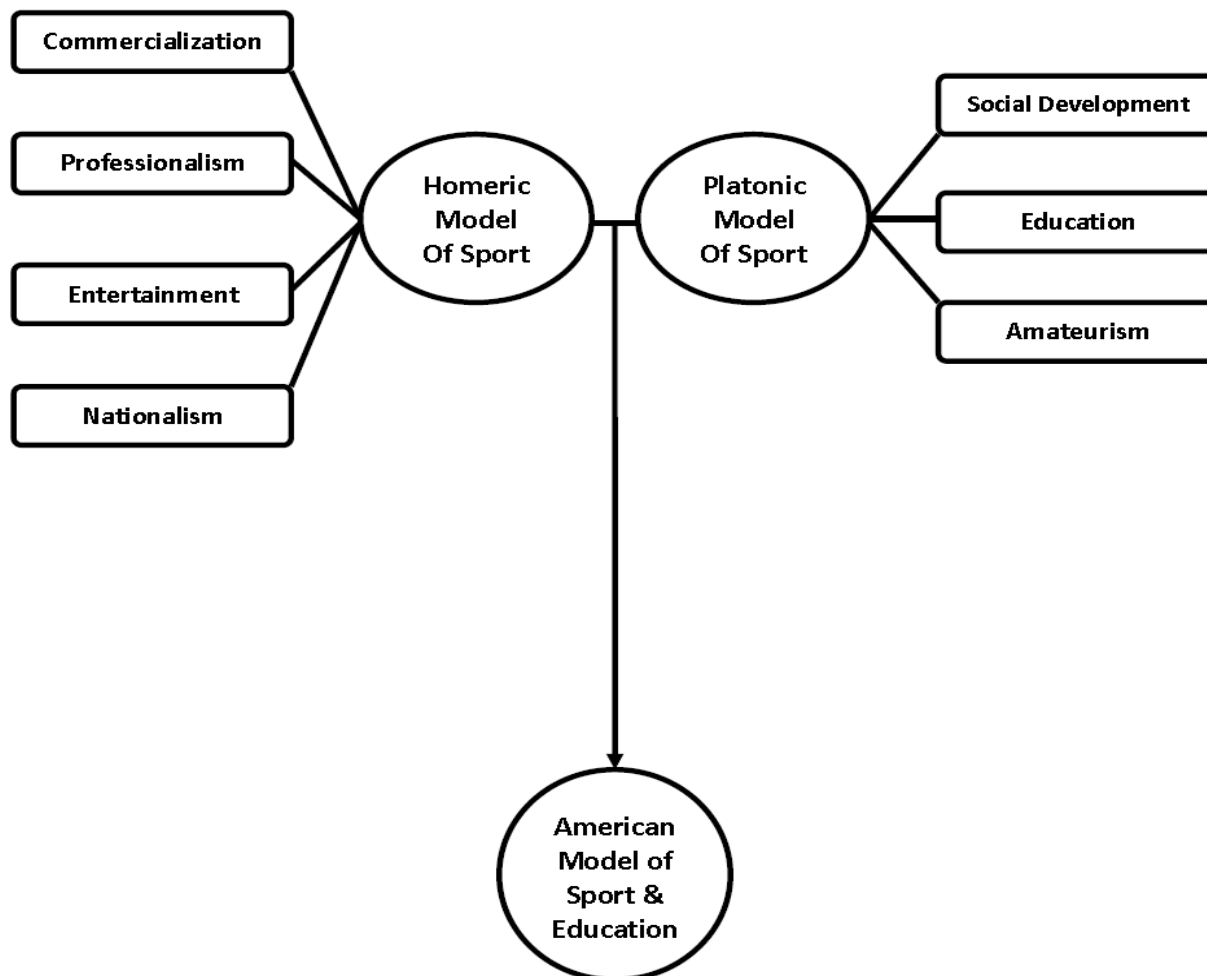 Commercialization
Professionalism
Entertainment
Nationalism
Homeric
Model
Of Sport
Platonic
Model
Of Sport
Social Development
Education
Amateurism
American
Model of
Sport &
Education